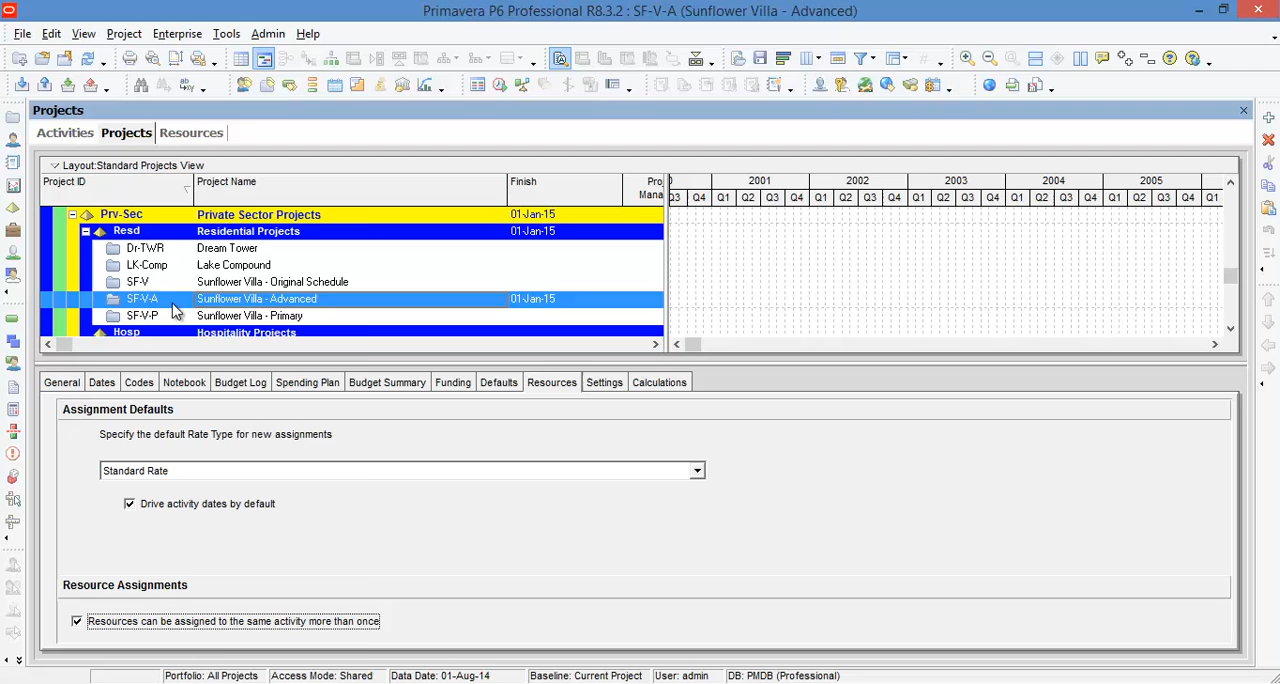 Primavera P6 Professional R8.3.2 : SF-V-A (Sunflower Villa - Advanced)
File Edit View Project Enterprise Tools Admin Help
Projects
Activities Projects Resources
Layout:Standard Projects View
Project ID Project Name Finish Pro
Mana
2001 2002 2003 2004 2005
Q3 Q4 Q1 Q2 Q3 Q4 Q1 Q2 Q3 Q4 Q1 Q2 Q3 Q4 Q1 Q2 Q3 Q4 Q1 Q2 Q3 Q4 Q1
Prv-Sec Private Sector Projects 01-Jan-15
Resd Residential Projects 01-Jan-15
Dr-TWR Dream Tower
LK-Comp Lake Compound
SF-V Sunflower Villa - Original Schedule
SF-V-A Sunflower Villa - Advanced 01-Jan-15
SF-V-P Sunflower Villa - Primary
Hosp Hospitality Projects
General Dates Codes Notebook Budget Log Spending Plan Budget Summary Funding Defaults Resources Settings Calculations
Assignment Defaults
Specify the default Rate Type for new assignments
Standard Rate
Drive activity dates by default
Resource Assignments
Resources can be assigned to the same activity more than once
Portfolio: All Projects Access Mode: Shared Data Date: 01-Aug-14 Baseline: Current Project User: admin DB: PMDB (Professional)